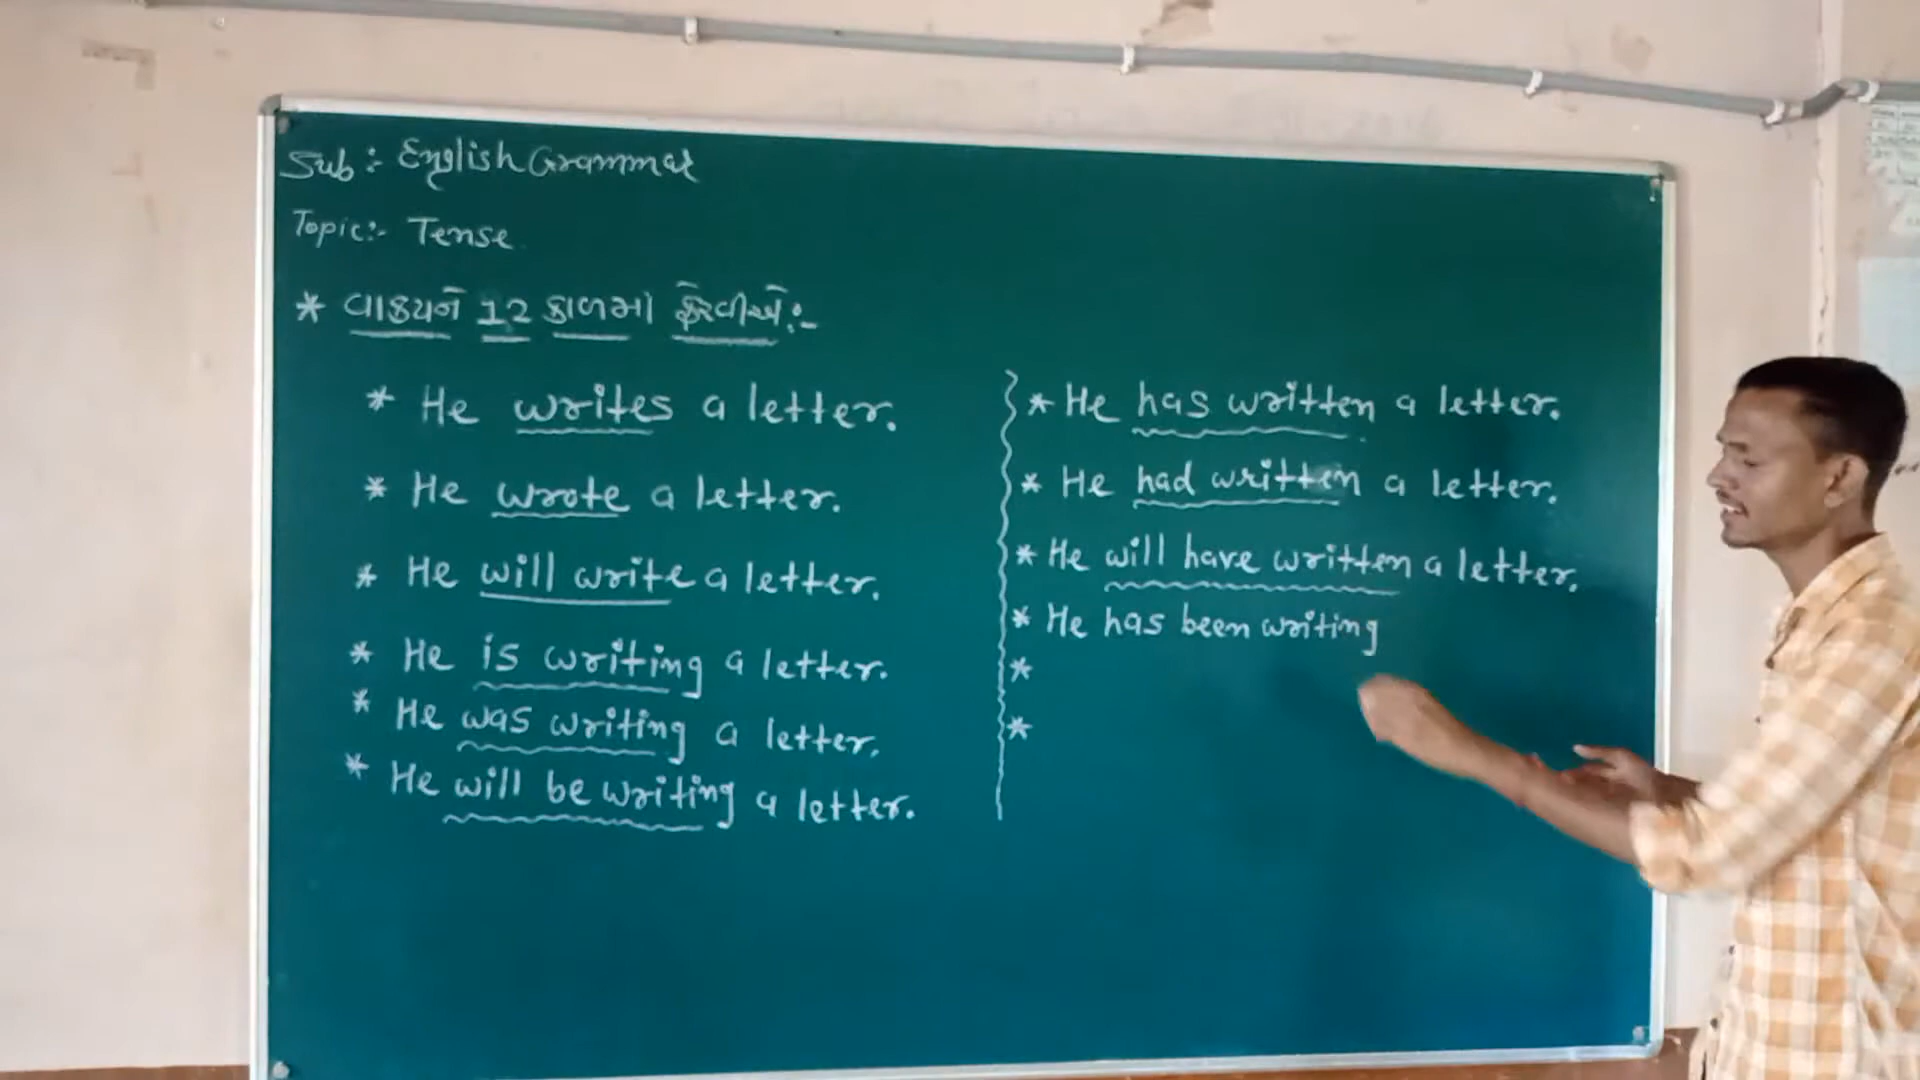 Sub:- English Grammar
Topic:- Tense
* વાક્યને 12 કાળમાં ફેરવીએ:-
* He writes a letter.
* He wrote a letter.
* He will write a letter.
* He is writing a letter.
* He was writing a letter.
* He will be writing a letter.
* He has written a letter.
* He had written a letter.
* He will have written a letter.
* He has been writing
*
*